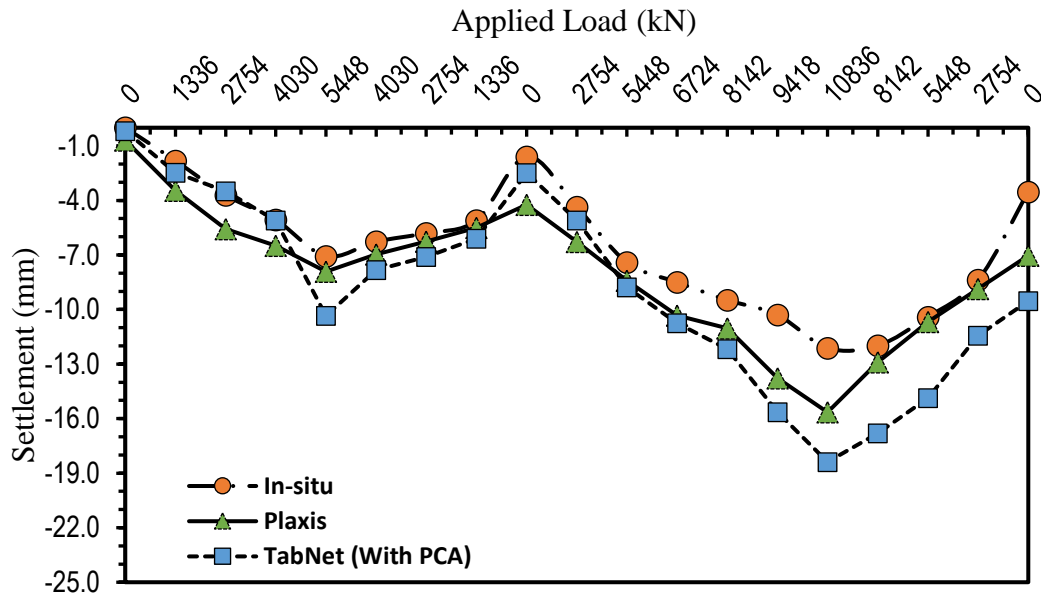 Applied Load (kN)
0 1336 2754 4030 5448 4030 2754 1336 0 2754 5448 6724 8142 9418 10836 8142 5448 2754 0
Settlement (mm)
-1.0
-4.0
-7.0
-10.0
-13.0
-16.0
-19.0
-22.0
-25.0
In-situ
Plaxis
TabNet (With PCA)